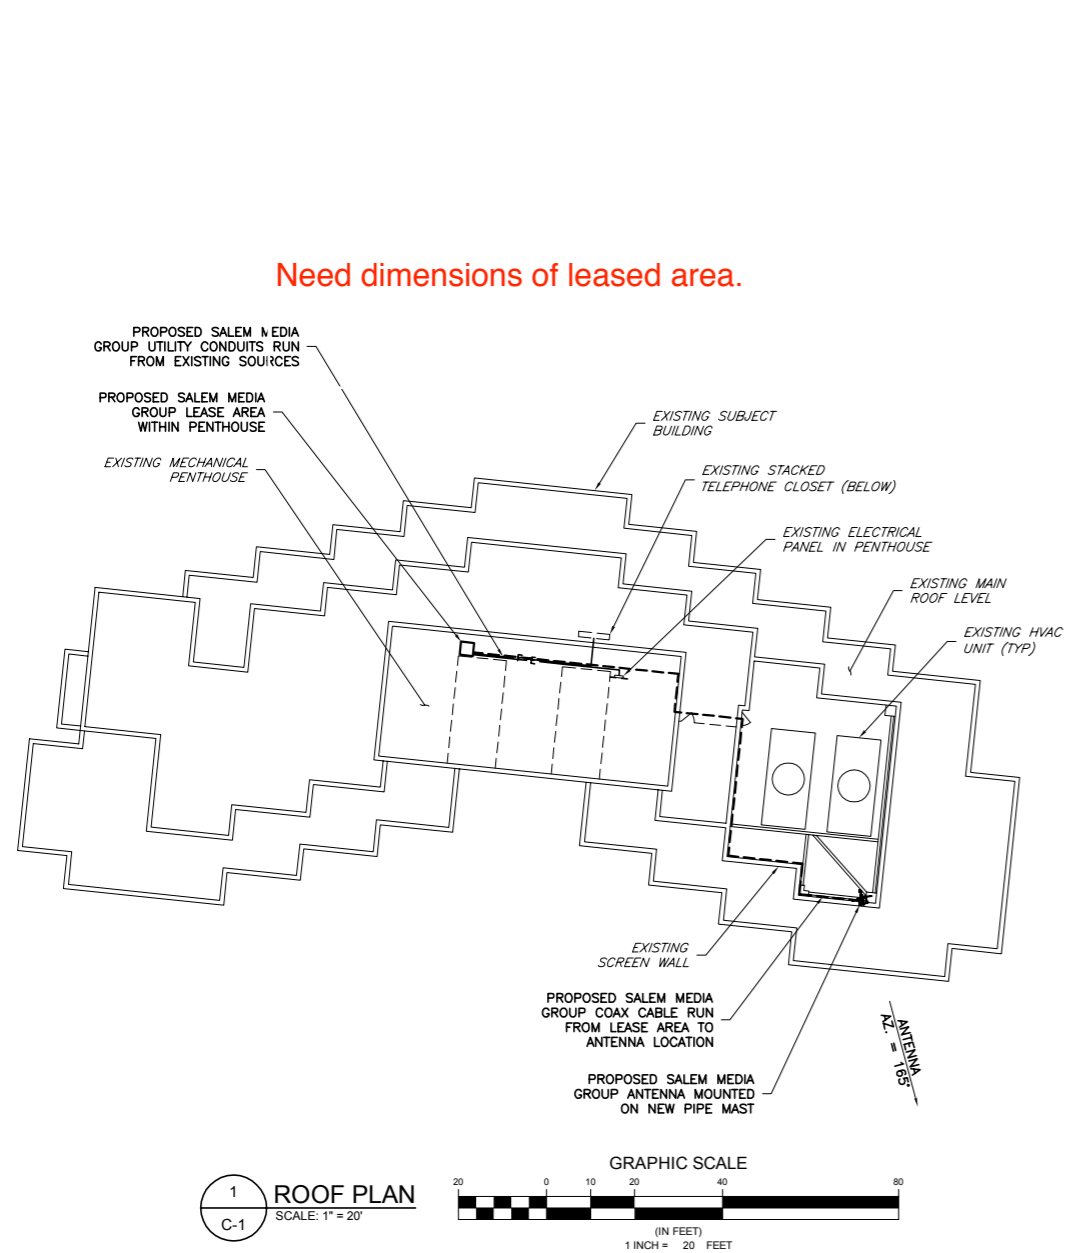 Need dimensions of leased area.
PROPOSED SALEM MEDIA
GROUP UTILITY CONDUITS RUN
FROM EXISTING SOURCES
PROPOSED SALEM MEDIA
GROUP LEASE AREA
WITHIN PENTHOUSE
EXISTING MECHANICAL
PENTHOUSE
EXISTING SUBJECT
BUILDING
EXISTING STACKED
TELEPHONE CLOSET (BELOW)
EXISTING ELECTRICAL
PANEL IN PENTHOUSE
EXISTING MAIN
ROOF LEVEL
EXISTING HVAC
UNIT (TYP)
EXISTING
SCREEN WALL
PROPOSED SALEM MEDIA
GROUP COAX CABLE RUN
FROM LEASE AREA TO
ANTENNA LOCATION
PROPOSED SALEM MEDIA
GROUP ANTENNA MOUNTED
ON NEW PIPE MAST
ANTENNA
AZ. = 165°
1
C-1
ROOF PLAN
SCALE: 1" = 20'
GRAPHIC SCALE
20 0 10 20 40 80
(IN FEET)
1 INCH = 20 FEET